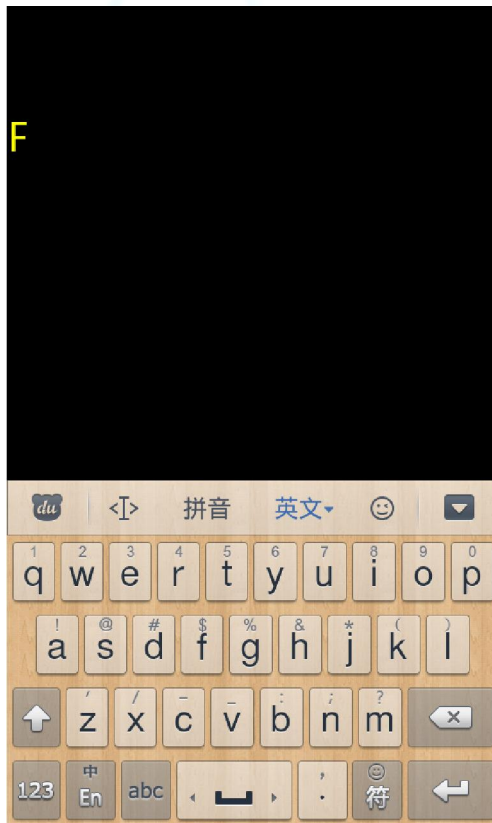 F
du 拼音 英文
1 2 3 4 5 6 7 8 9 0
q w e r t y u i o p
! @ # $ % & * ( )
a s d f g h j k l
' / - _ : ; ?
z x c v b n m
中 ,
123 En abc . 符